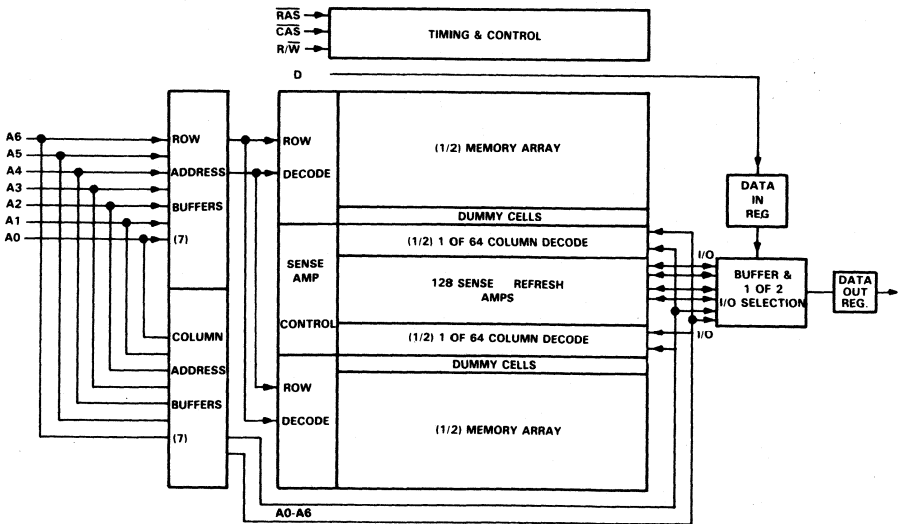 R̅A̅S̅
C̅A̅S̅
R/W̅
TIMING & CONTROL
D
A6
A5
A4
A3
A2
A1
A0
ROW
ADDRESS
BUFFERS
(7)
COLUMN
ADDRESS
BUFFERS
(7)
ROW
DECODE
SENSE
AMP
CONTROL
ROW
DECODE
(1/2) MEMORY ARRAY
DUMMY CELLS
(1/2) 1 OF 64 COLUMN DECODE
128 SENSE REFRESH
AMPS
(1/2) 1 OF 64 COLUMN DECODE
DUMMY CELLS
(1/2) MEMORY ARRAY
A0-A6
DATA
IN
REG
I/O
BUFFER &
1 OF 2
I/O SELECTION
I/O
DATA
OUT
REG.